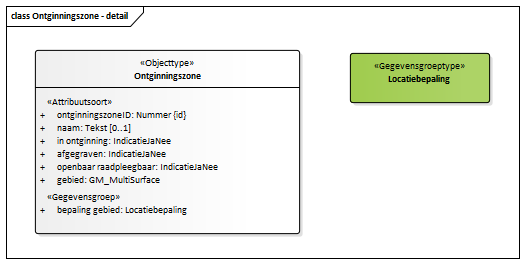 class Ontginningszone - detail
«Objecttype»
Ontginningszone
«Attribuutsoort»
+ ontginningszoneID: Nummer {id}
+ naam: Tekst [0..1]
+ in ontginning: IndicatieJaNee
+ afgegraven: IndicatieJaNee
+ openbaar raadpleegbaar: IndicatieJaNee
+ gebied: GM_MultiSurface
«Gegevensgroep»
+ bepaling gebied: Locatiebepaling
«Gegevensgroeptype»
Locatiebepaling